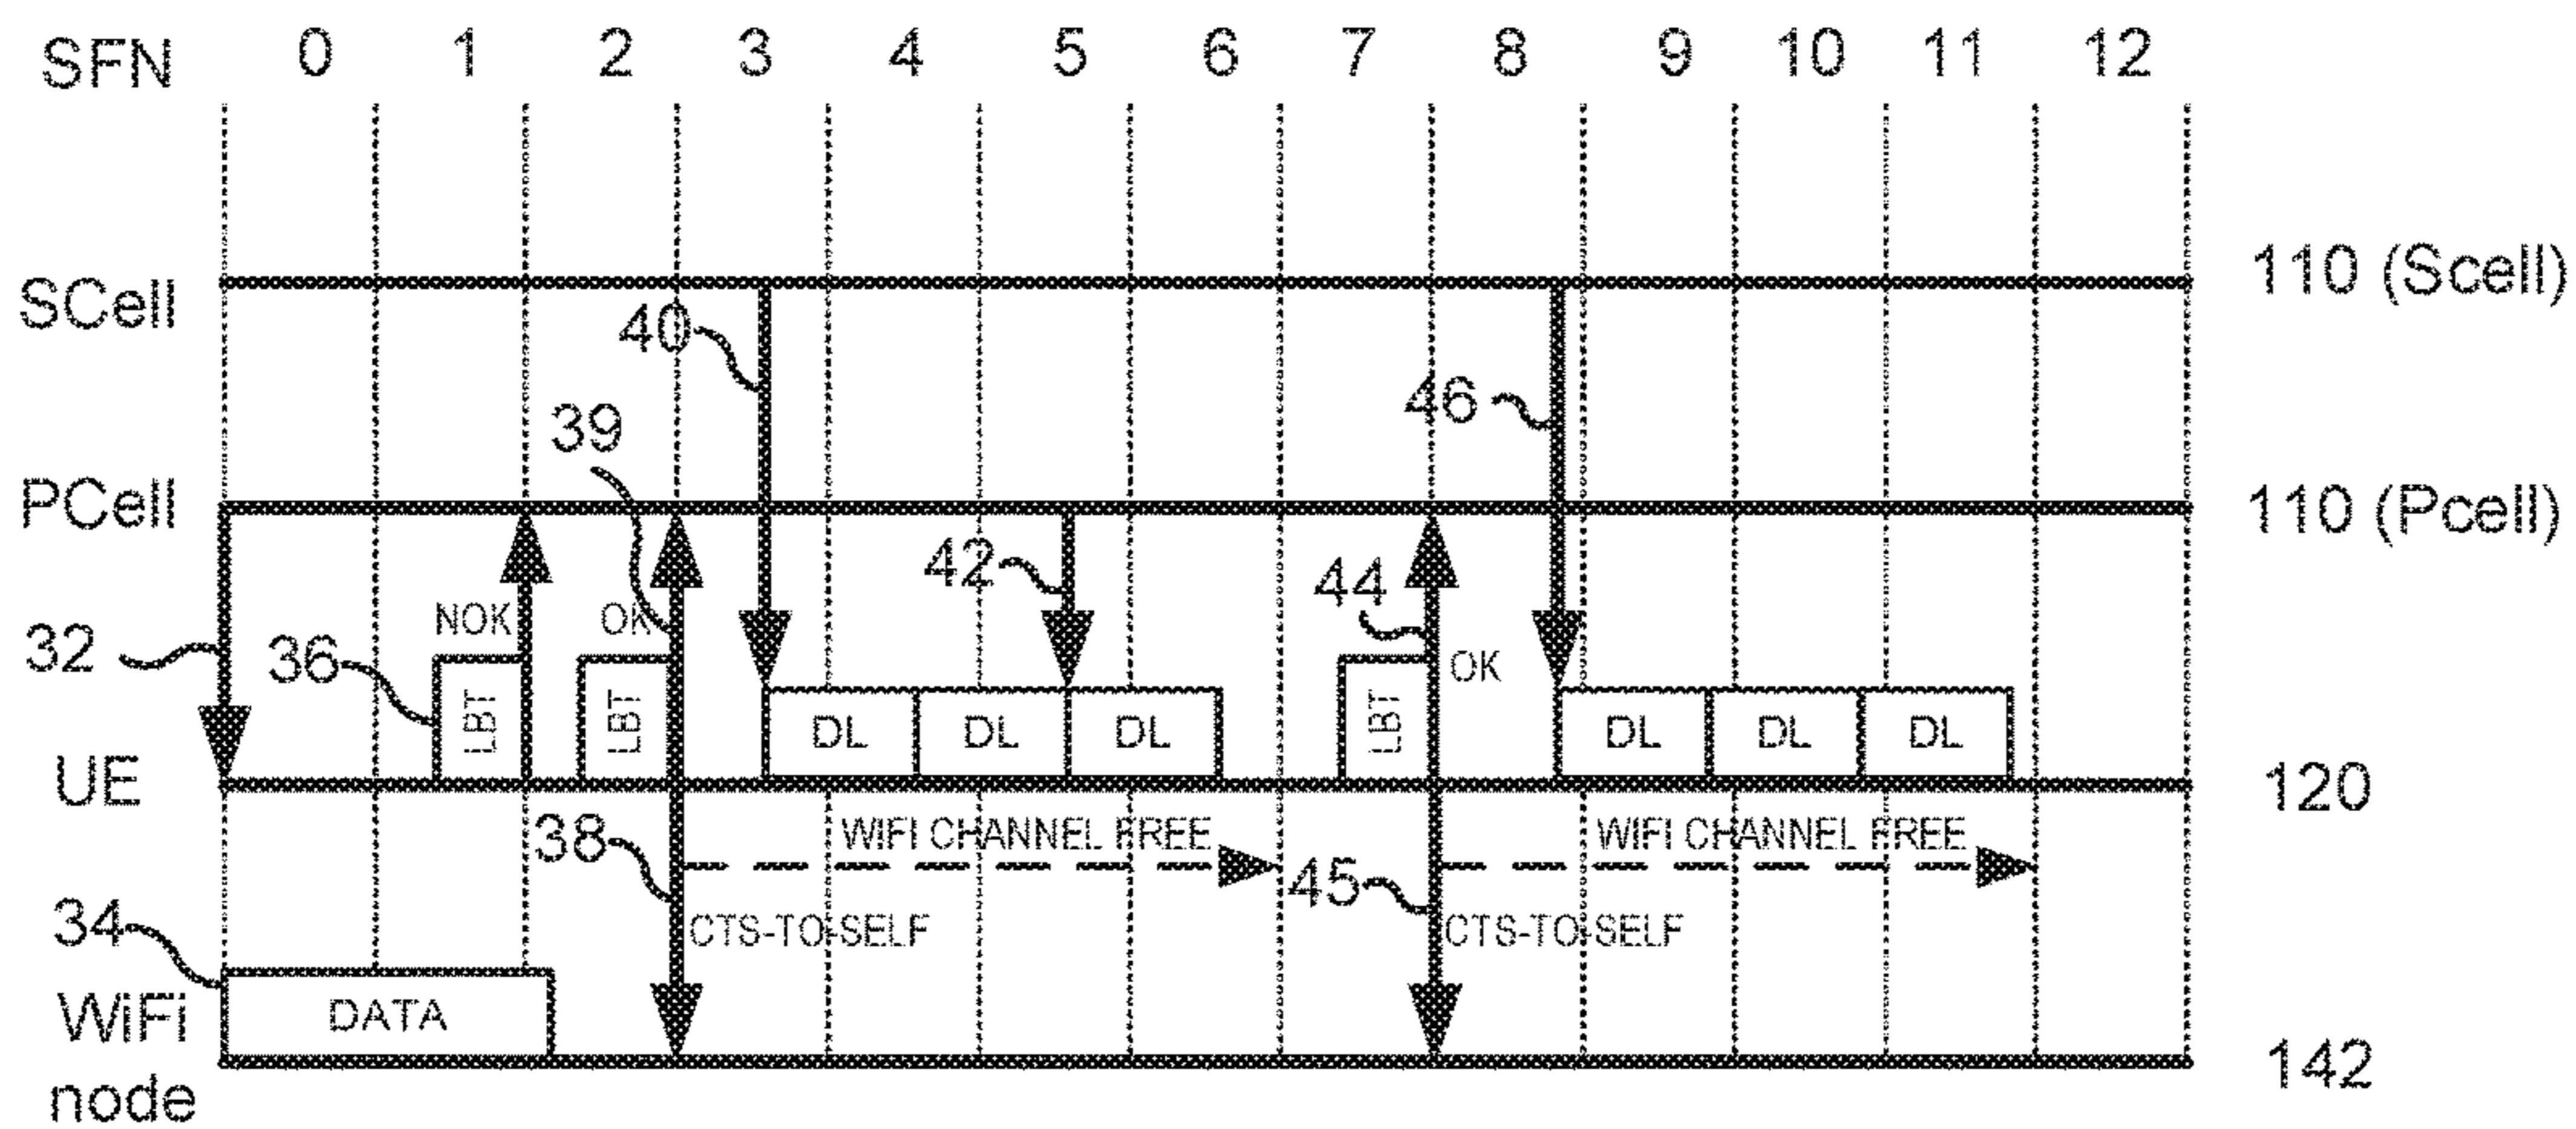 SFN 0 1 2 3 4 5 6 7 8 9 10 11 12
SCell 110 (Scell)
40
46
39
PCell 110 (Pcell)
42
44
NOK OK
32
36
OK
LBT LBT LBT
DL DL DL DL DL DL
UE 120
38 WIFI CHANNEL FREE WIFI CHANNEL FREE
45
34 CTS-TO-SELF CTS-TO-SELF
WiFi DATA
node 142